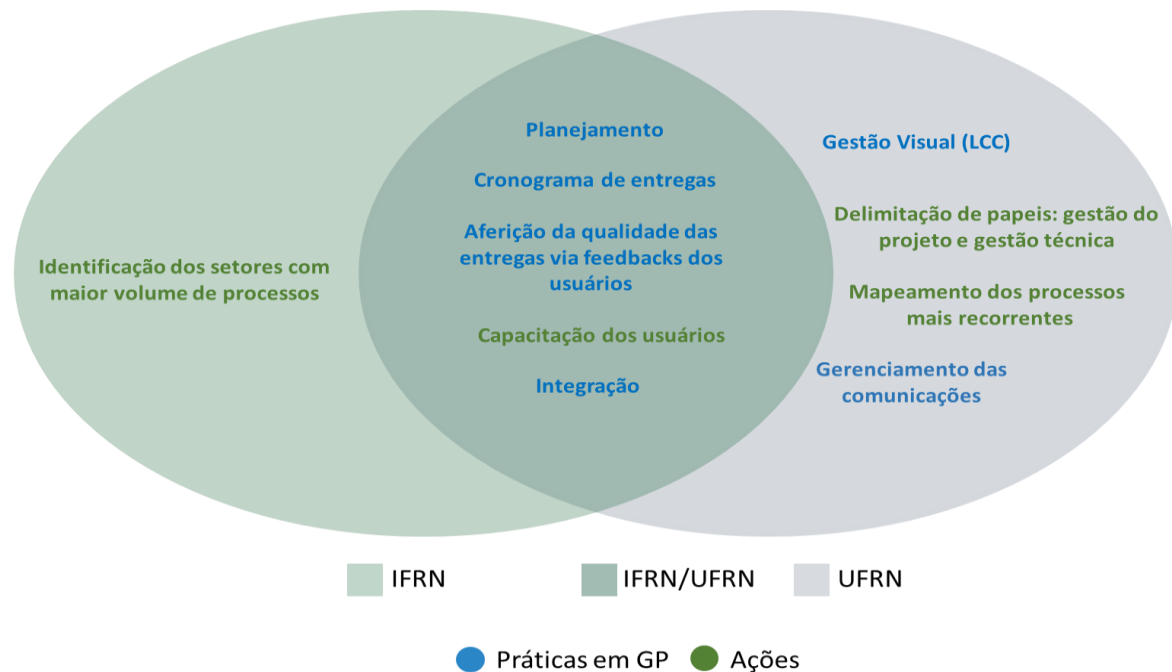 Identificação dos setores com
maior volume de processos
Planejamento
Cronograma de entregas
Aferição da qualidade das
entregas via feedbacks dos
usuários
Capacitação dos usuários
Integração
Gestão Visual (LCC)
Delimitação de papeis: gestão do
projeto e gestão técnica
Mapeamento dos processos
mais recorrentes
Gerenciamento das
comunicações
IFRN
IFRN/UFRN
UFRN
Práticas em GP
Ações